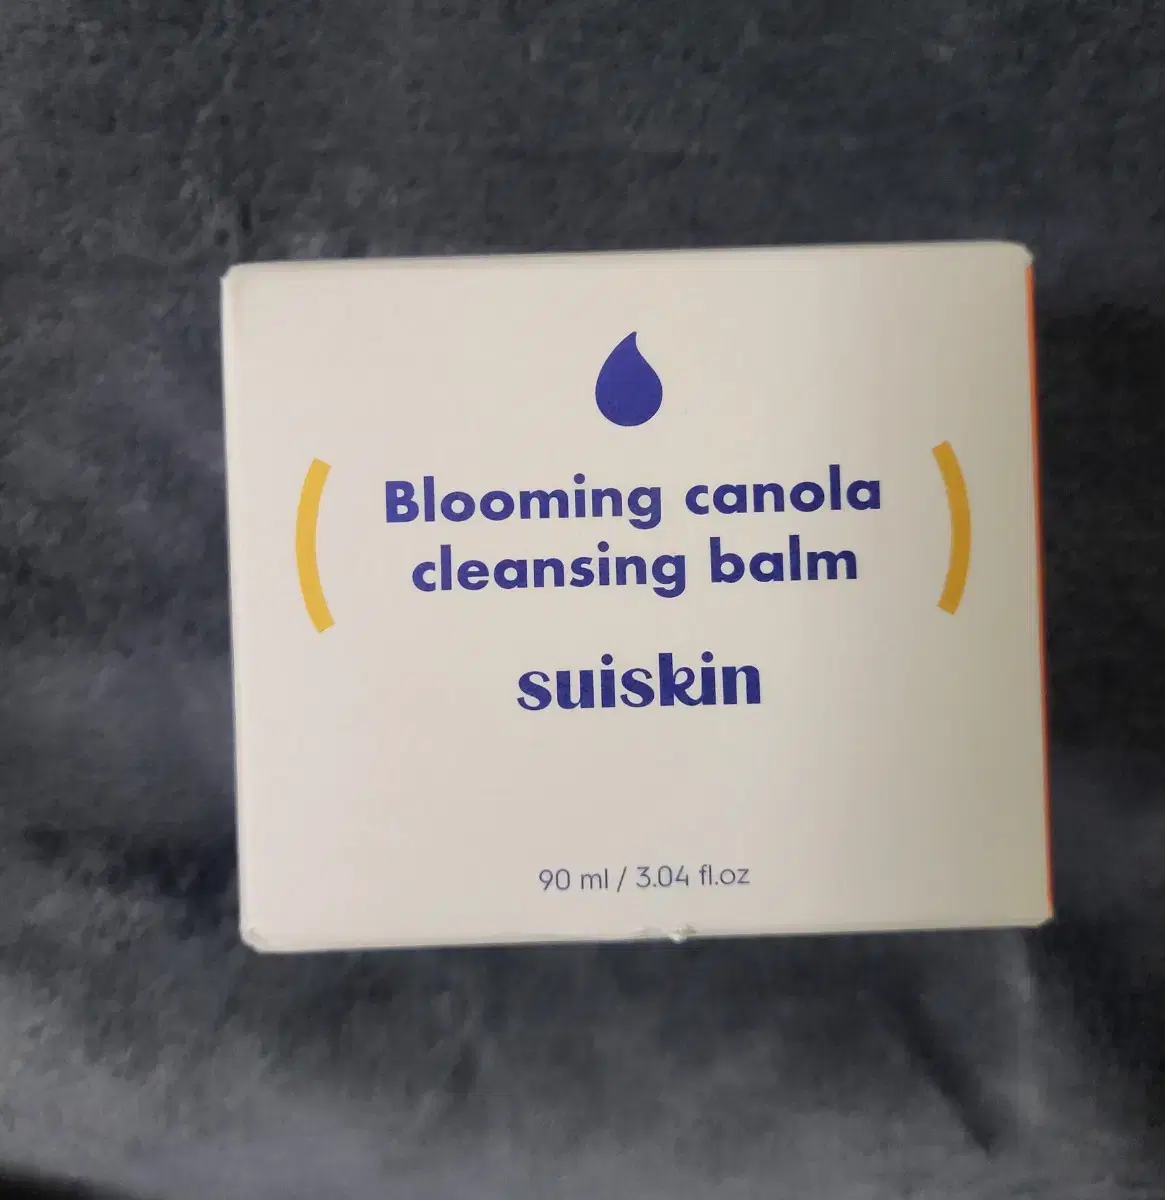 Blooming canola
cleansing balm
suiskin
90 ml / 3.04 fl.oz